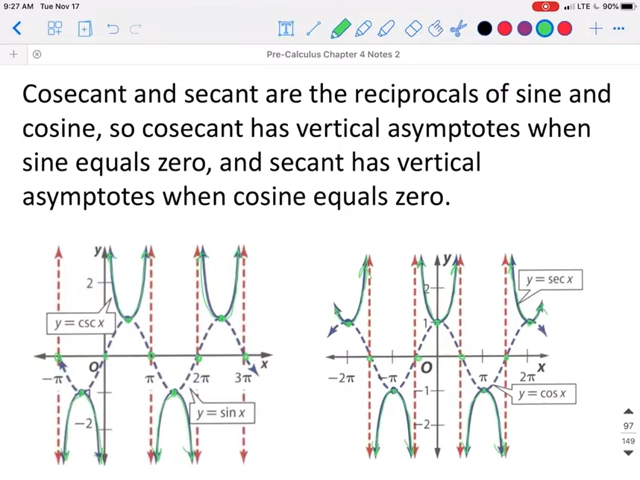 9:27 AM Tue Nov 17
LTE 90%
Pre-Calculus Chapter 4 Notes 2
Cosecant and secant are the reciprocals of sine and
cosine, so cosecant has vertical asymptotes when
sine equals zero, and secant has vertical
asymptotes when cosine equals zero.
y
2
y = csc x
O
x
−π
π
2π
3π
−2
y = sin x
y
2
y = sec x
1
O
x
−2π
−π
π
2π
−1
y = cos x
−2
97
149